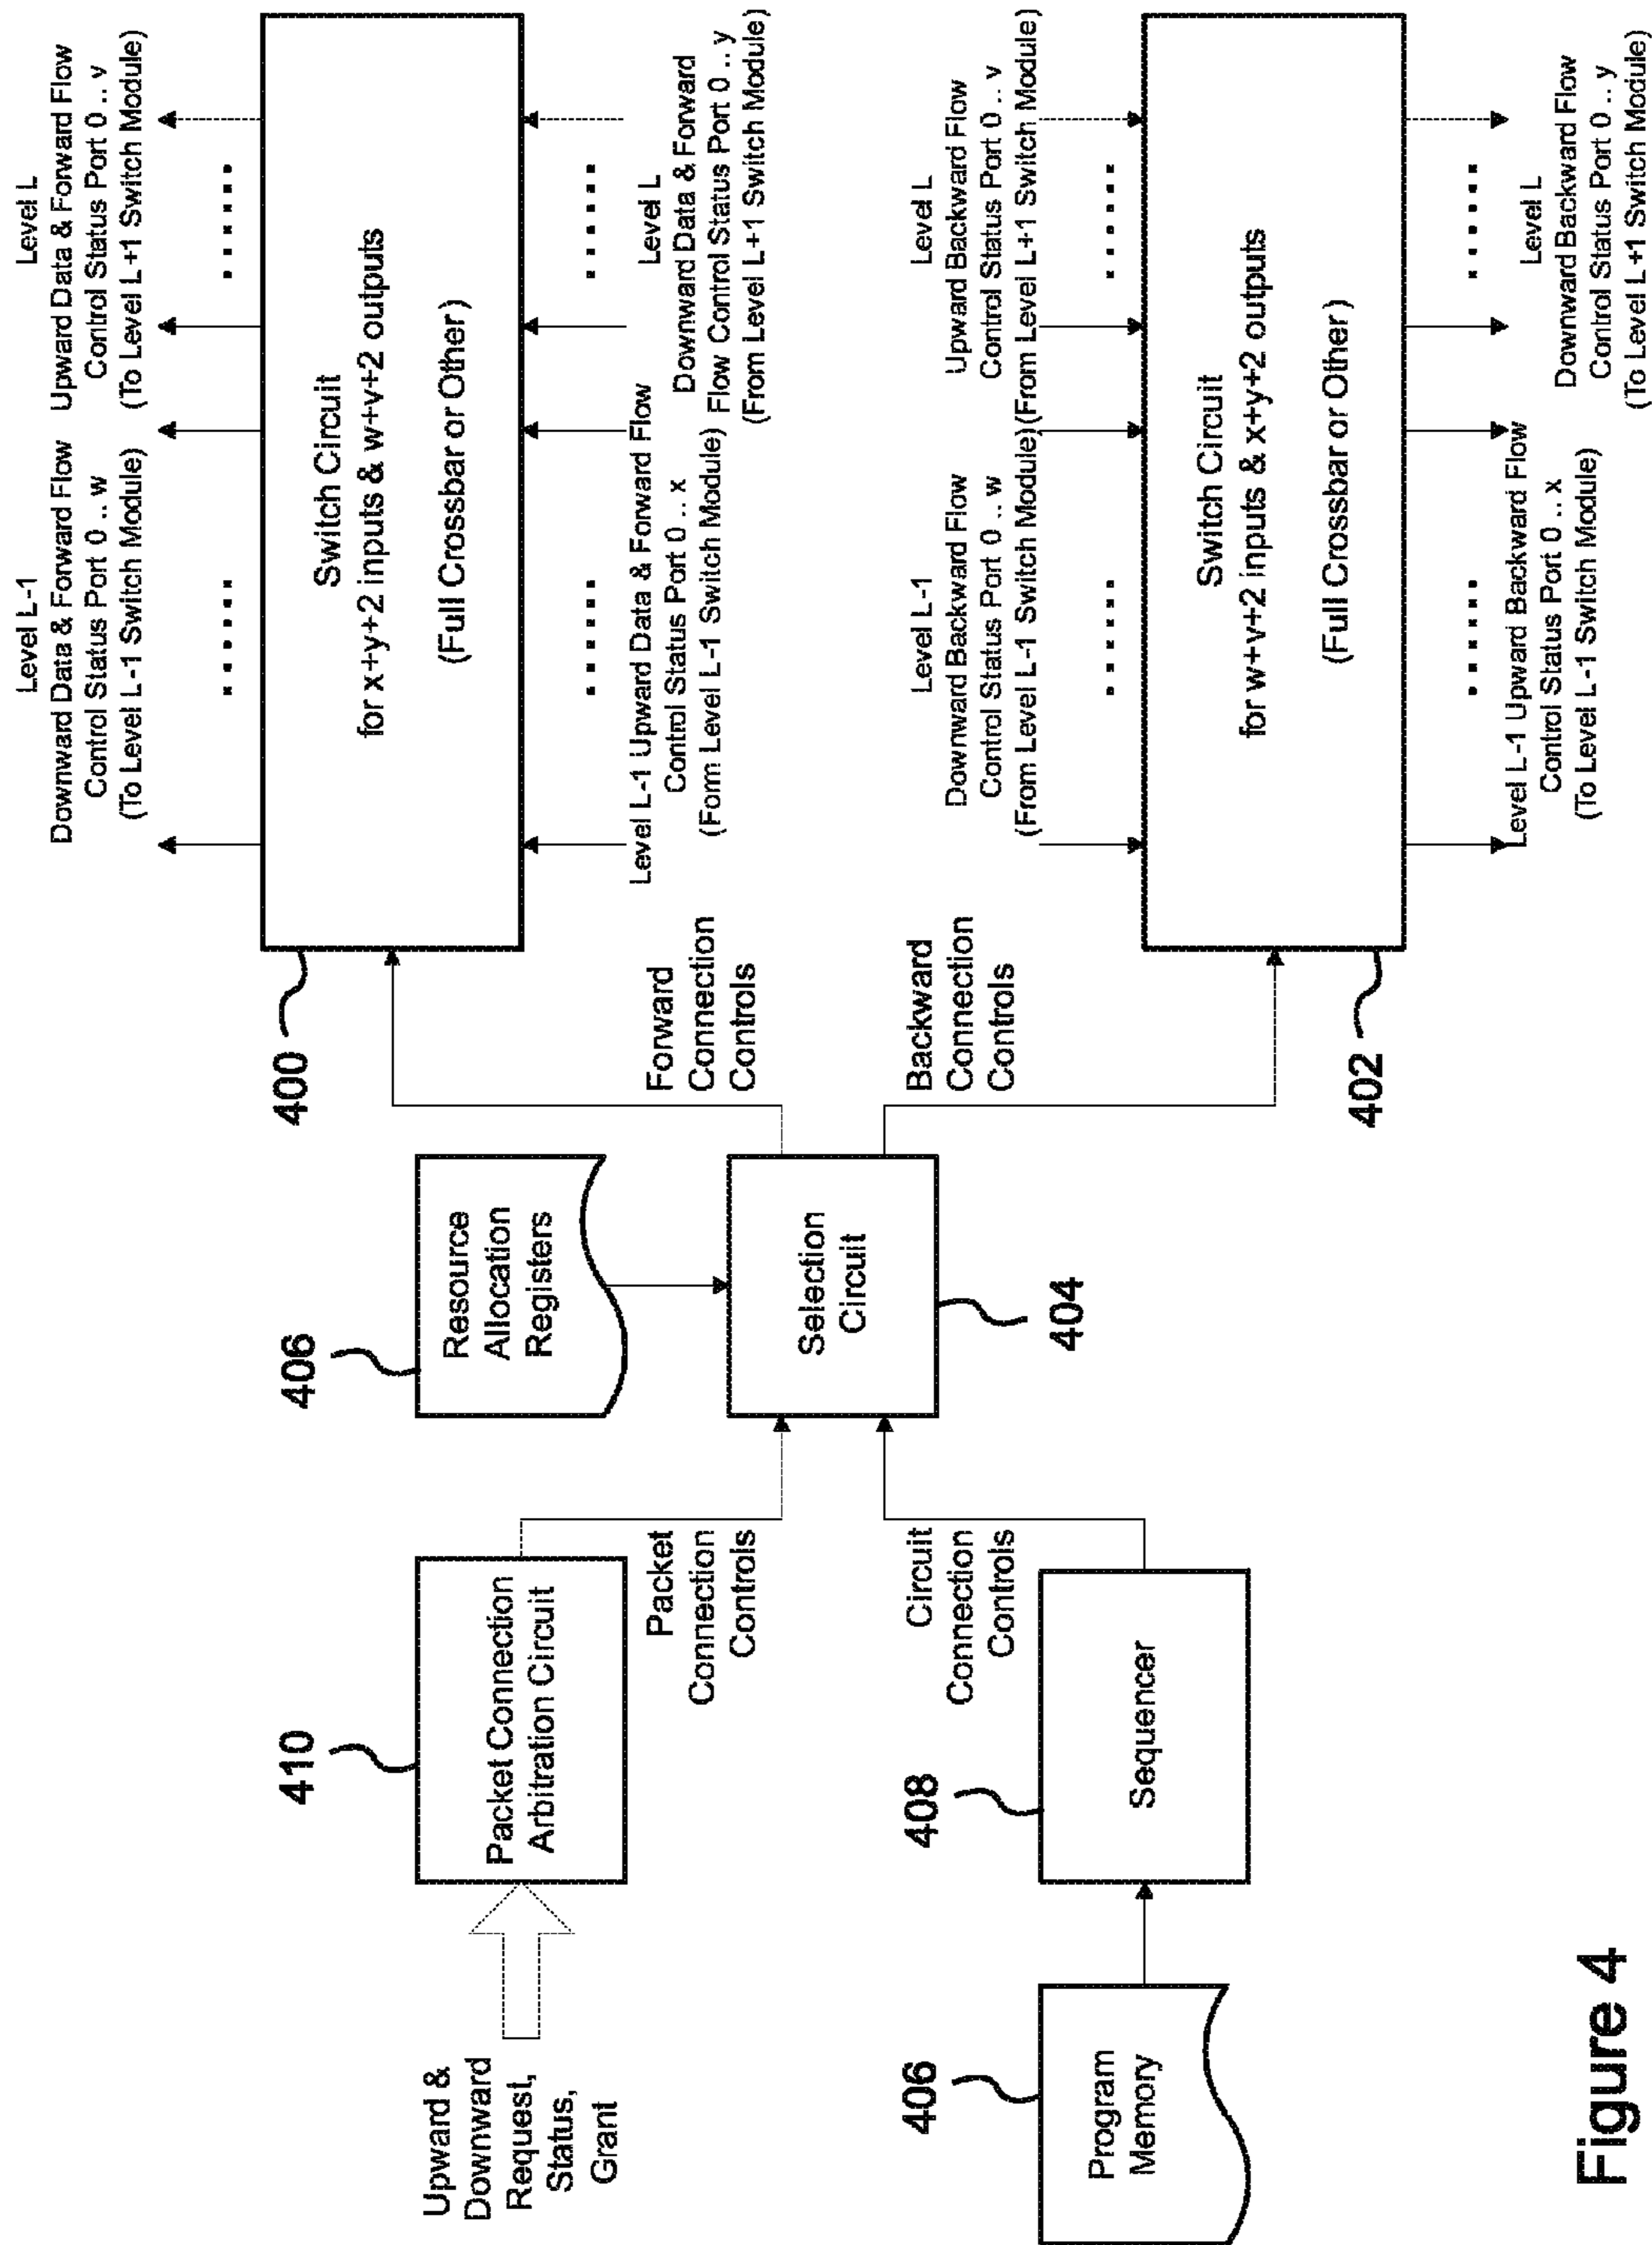 Level L-1
Downward Data & Forward Flow
Control Status Port 0 .. w
(To Level L-1 Switch Module)
Level L
Upward Data & Forward Flow
Control Status Port 0 .. v
(To Level L+1 Switch Module)
400
Switch Circuit
for x+y+2 inputs & w+v+2 outputs
(Full Crossbar or Other)
Level L-1 Upward Data & Forward Flow
Control Status Port 0 .. x
(Form Level L-1 Switch Module)
Level L
Downward Data & Forward
Flow Control Status Port 0 .. y
(From Level L+1 Switch Module)
410
Packet Connection
Arbitration Circuit
Upward &
Downward
Request,
Status,
Grant
Packet
Connection
Controls
406
Resource
Allocation
Registers
Selection
Circuit
404
Forward
Connection
Controls
Backward
Connection
Controls
Circuit
Connection
Controls
408
Sequencer
406
Program
Memory
Level L-1
Downward Backward Flow
Control Status Port 0 .. w
(From Level L-1 Switch Module)
Level L
Upward Backward Flow
Control Status Port 0 .. v
(From Level L+1 Switch Module)
Switch Circuit
for w+v+2 inputs & x+y+2 outputs
(Full Crossbar or Other)
402
Level L-1 Upward Backward Flow
Control Status Port 0 .. x
(To Level L-1 Switch Module)
Level L
Downward Backward Flow
Control Status Port 0 .. y
(To Level L+1 Switch Module)
Figure 4